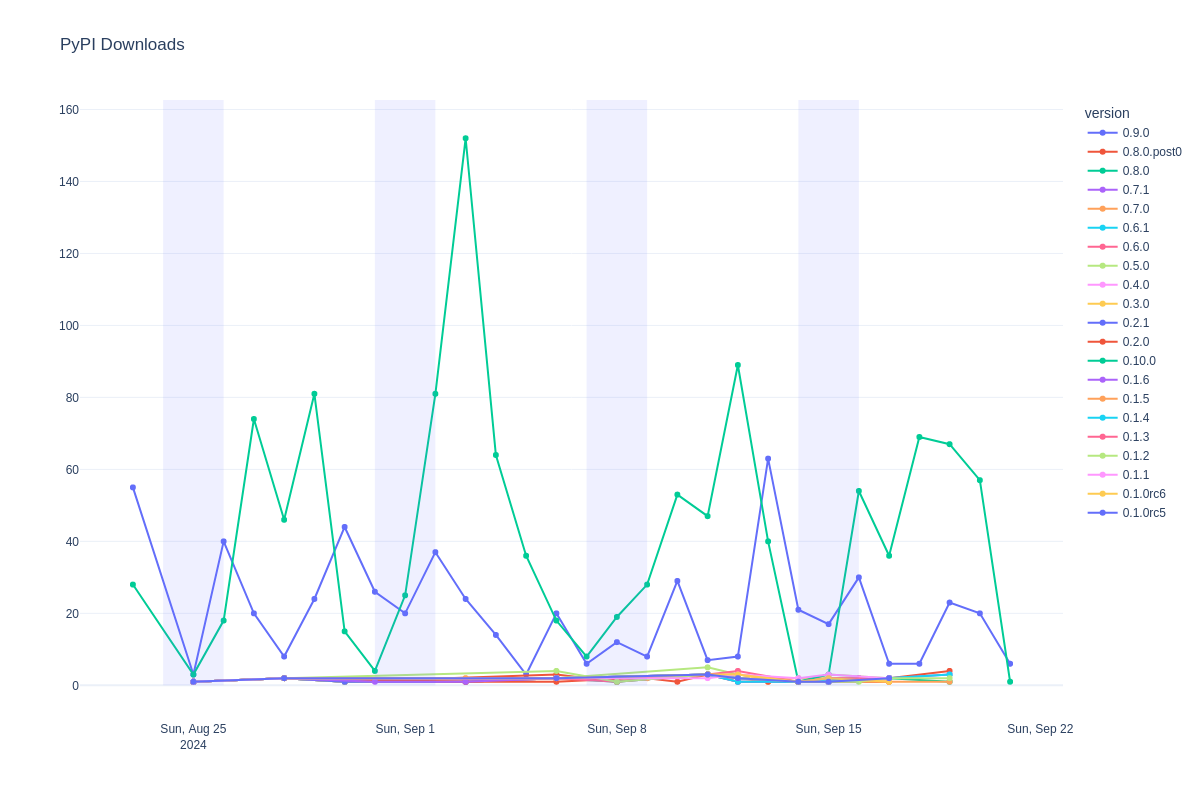 PyPI Downloads
160
140
120
100
80
60
40
20
0
Sun, Aug 25
2024
Sun, Sep 1
Sun, Sep 8
Sun, Sep 15
Sun, Sep 22
version
0.9.0
0.8.0.post0
0.8.0
0.7.1
0.7.0
0.6.1
0.6.0
0.5.0
0.4.0
0.3.0
0.2.1
0.2.0
0.10.0
0.1.6
0.1.5
0.1.4
0.1.3
0.1.2
0.1.1
0.1.0rc6
0.1.0rc5